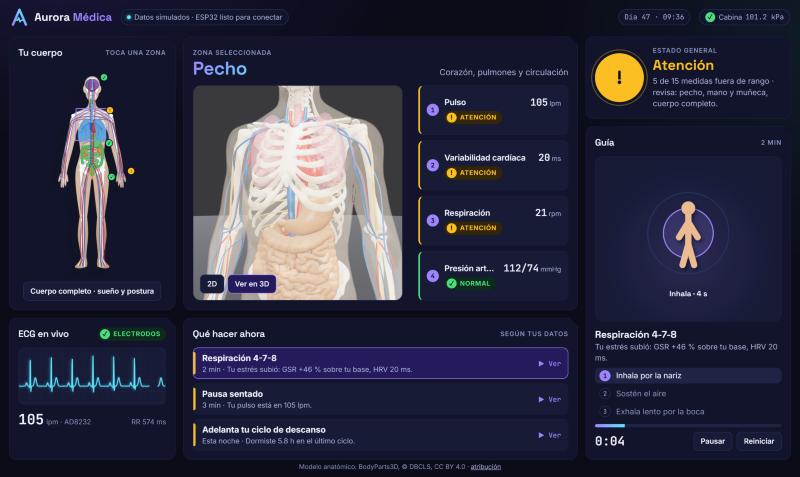 Aurora Médica
Datos simulados · ESP32 listo para conectar
Día 47 · 09:36
Cabina 101.2 kPa
Tu cuerpo
TOCA UNA ZONA
Cuerpo completo · sueño y postura
ZONA SELECCIONADA
Pecho
Corazón, pulmones y circulación
2D
Ver en 3D
1 Pulso 105 lpm
! ATENCIÓN
2 Variabilidad cardíaca 20 ms
! ATENCIÓN
3 Respiración 21 rpm
! ATENCIÓN
4 Presión art... 112/74 mmHg
NORMAL
ESTADO GENERAL
!
Atención
5 de 15 medidas fuera de rango ·
revisa: pecho, mano y muñeca,
cuerpo completo.
Guía
2 MIN
Inhala · 4 s
Respiración 4-7-8
Tu estrés subió: GSR +46 % sobre tu base, HRV 20
ms.
1 Inhala por la nariz
2 Sostén el aire
3 Exhala lento por la boca
0:04
Pausar
Reiniciar
ECG en vivo
ELECTRODOS
105 lpm · AD8232
RR 574 ms
Qué hacer ahora
SEGÚN TUS DATOS
Respiración 4-7-8
2 min · Tu estrés subió: GSR +46 % sobre tu base, HRV 20 ms.
Ver
Pausa sentado
3 min · Tu pulso está en 105 lpm.
Ver
Adelanta tu ciclo de descanso
Esta noche · Dormiste 5.8 h en el último ciclo.
Ver
Modelo anatómico: BodyParts3D, © DBCLS, CC BY 4.0 · atribución